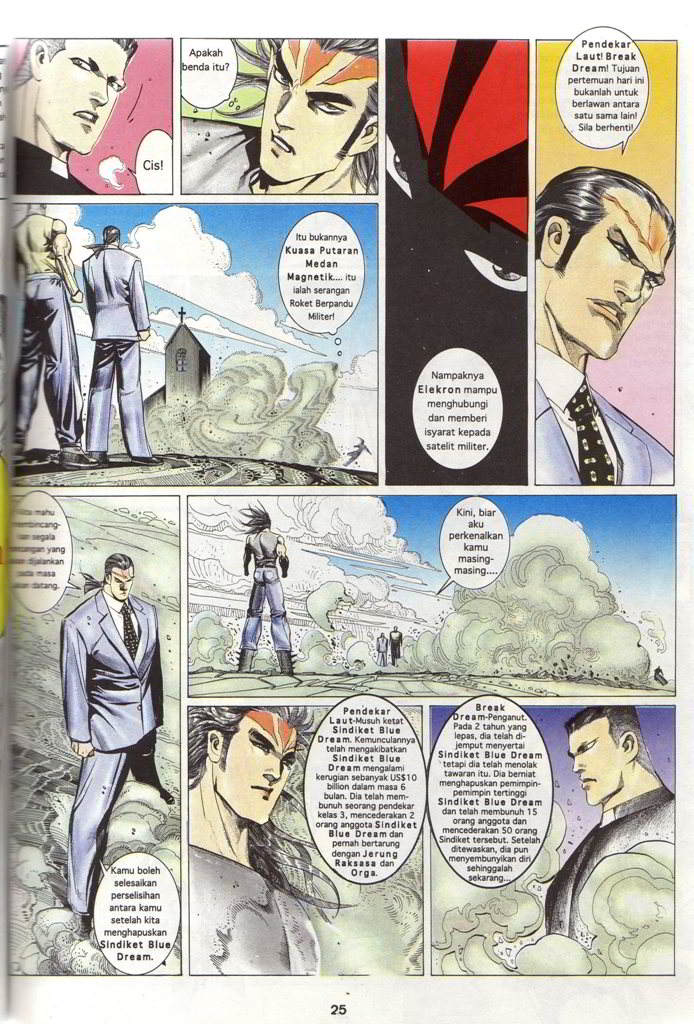 Cis!
Apakah
benda itu?
Pendekar
Laut! Break
Dream! Tujuan
pertemuan hari ini
bukanlah untuk
berlawan antara
satu sama lain!
Sila berhenti!
Itu bukannya
Kuasa Putaran
Medan
Magnetik.... itu
ialah serangan
Roket Berpandu
Militer!
Nampaknya
Elekron mampu
menghubungi
dan memberi
isyarat kepada
satelit militer.
mahu
segala
yang
dijalankan
pada masa
datang.
Kamu boleh
selesaikan
perselisihan
antara kamu
setelah kita
menghapuskan
Sindiket Blue
Dream.
Kini, biar
aku
perkenalkan
kamu
masing-
masing....
Pendekar
Laut-Musuh ketat
Sindiket Blue
Dream. Kemunculannya
telah mengakibatkan
Sindiket Blue
Dream mengalami
kerugian sebanyak US$10
billion dalam masa 6
bulan. Dia telah mem-
bunuh seorang pendekar
kelas 3, mencederakan 2
orang anggota Sindiket
Blue Dream dan
pernah bertarung
dengan Jerung
Raksasa dan
Orga.
Break
Dream-Penganut.
Pada 2 tahun yang
lepas, dia telah di-
jemput menyertai
Sindiket Blue Dream
tetapi dia telah menolak
tawaran itu. Dia berniat
menghapuskan pemimpin-
pemimpin tertinggi
Sindiket Blue Dream
dan telah membunuh 15
orang anggota dan
mencederakan 50 orang
Sindiket tersebut. Setelah
ditewaskan, dia pun
menyembunyikan diri
sehinggalah
sekarang...
25